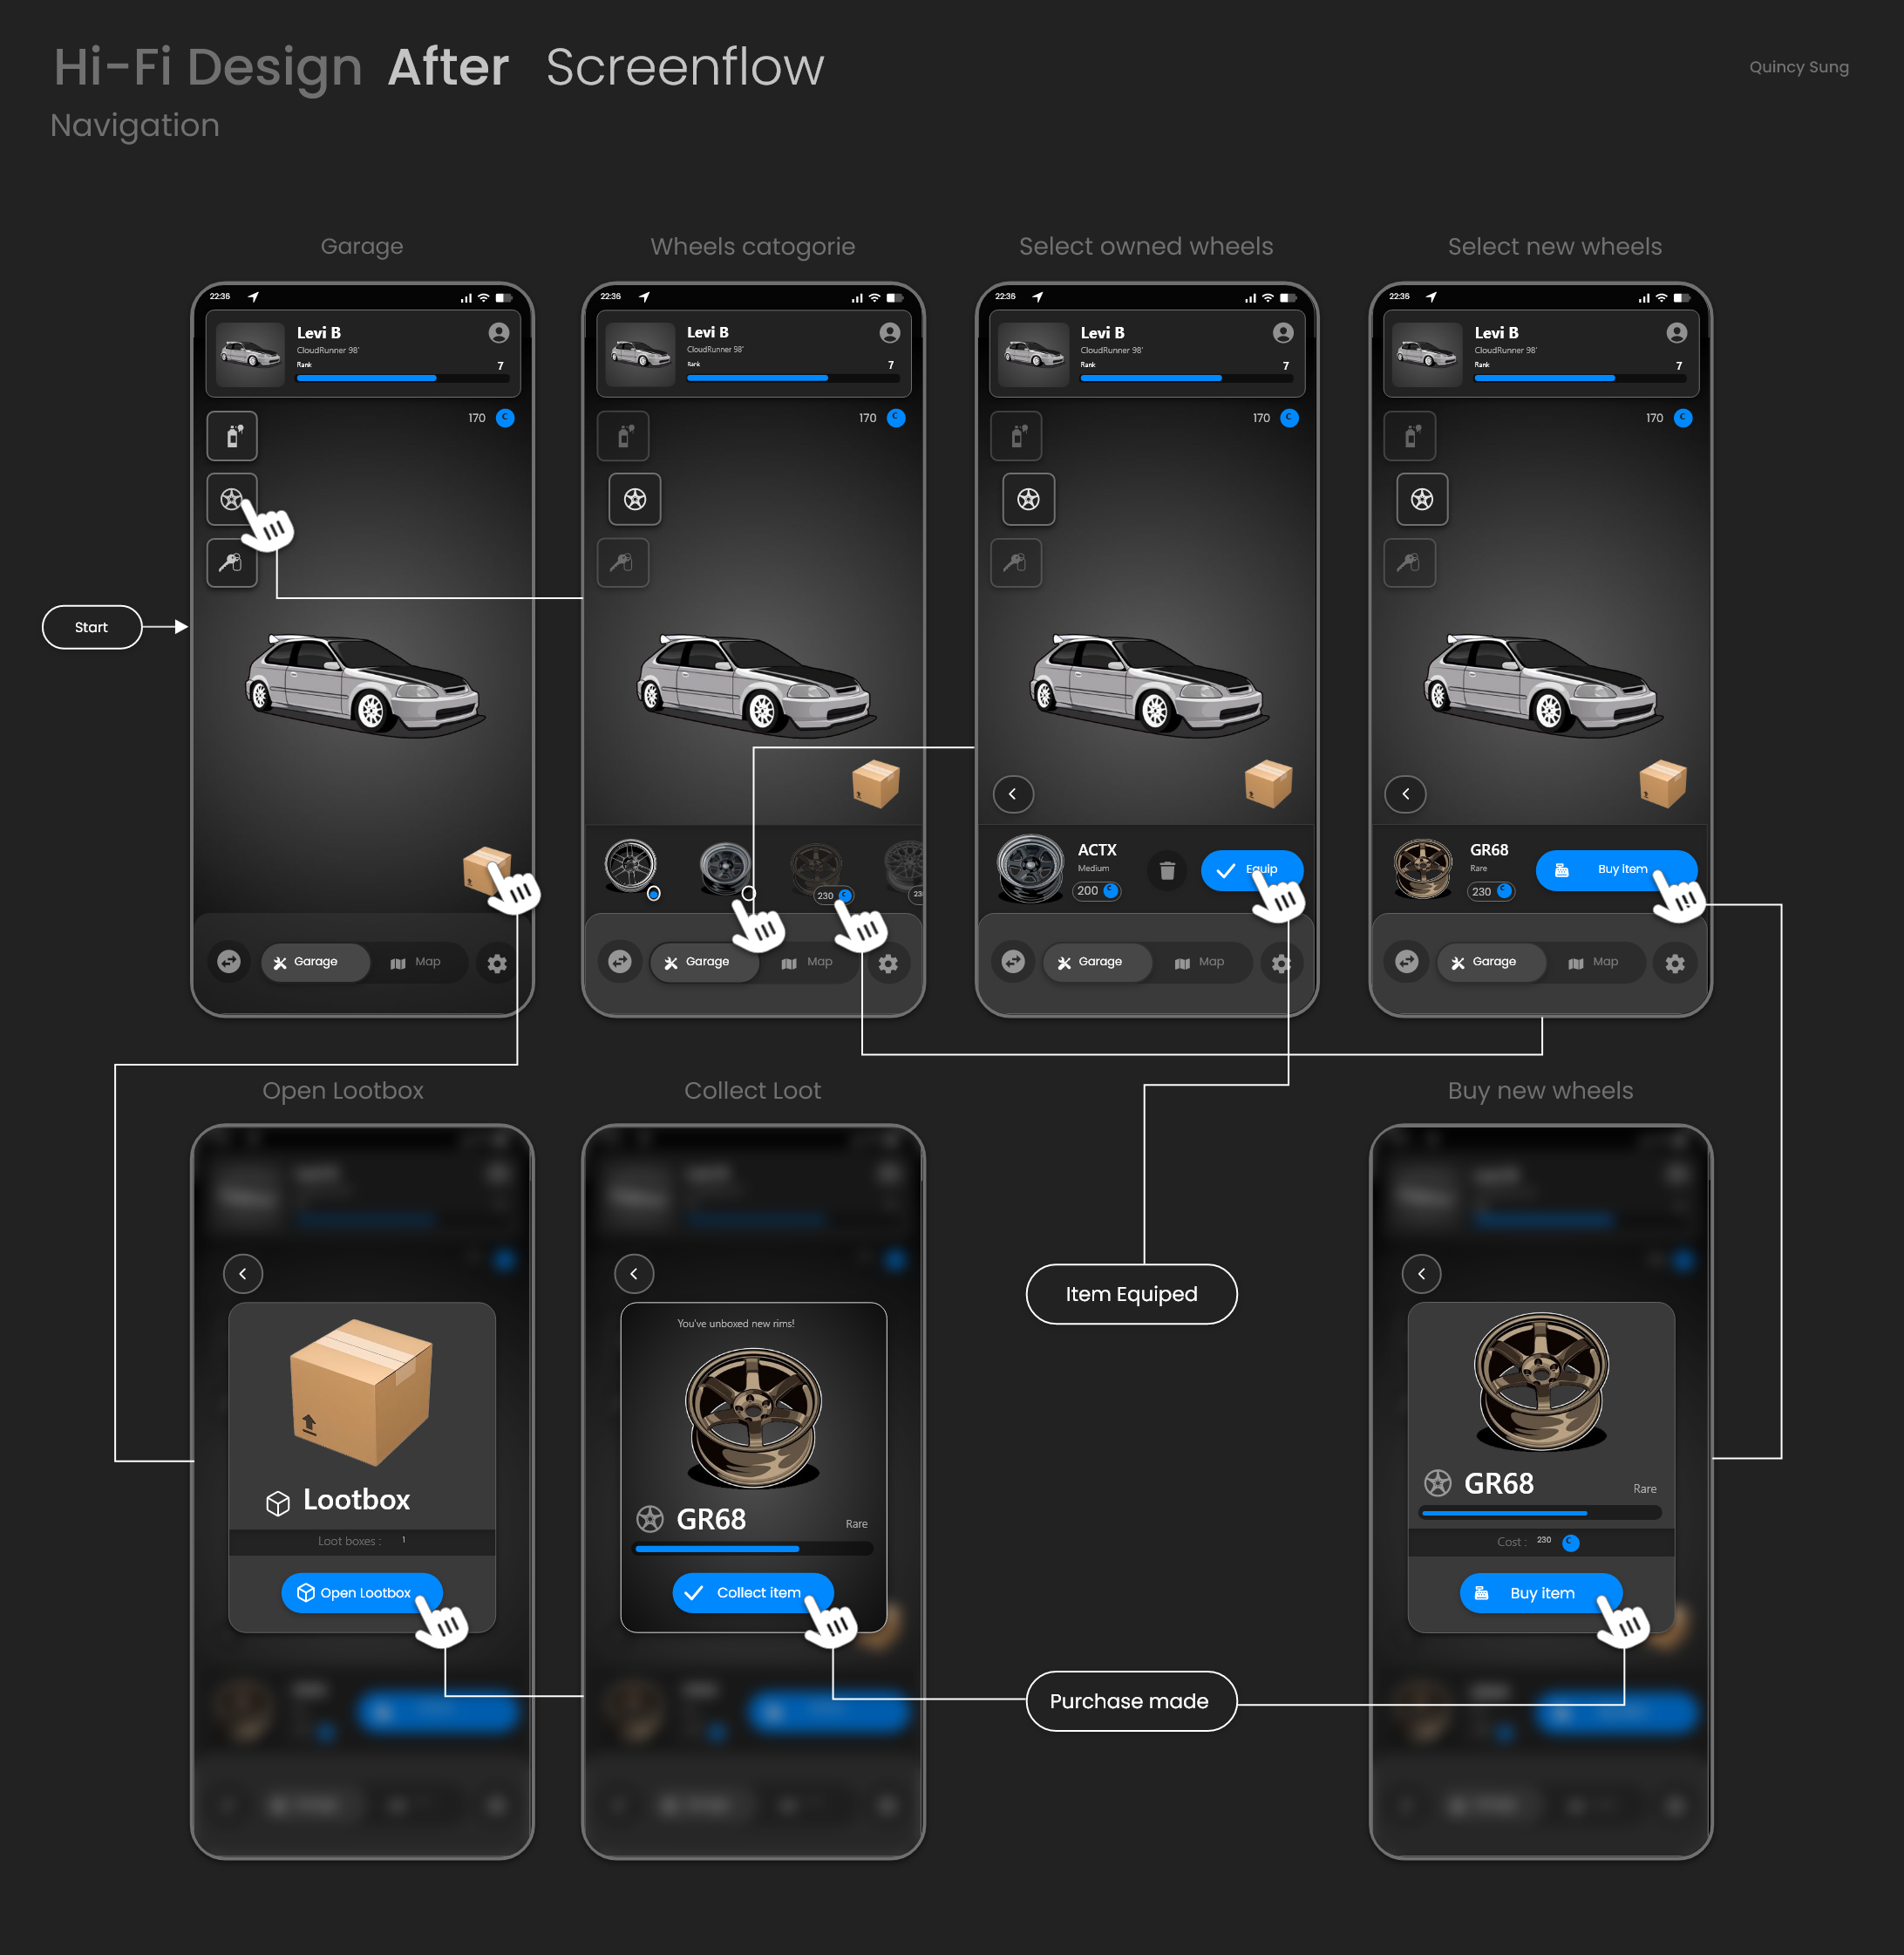 Hi-Fi Design After Screenflow
Quincy Sung
Navigation
Garage
Wheels catogorie
Select owned wheels
Select new wheels
22:36
Levi B
CloudRunner 98'
Rank
7
170
C
Garage
Map
22:36
Levi B
CloudRunner 98'
Rank
7
170
C
230 C
23
Garage
Map
22:36
Levi B
CloudRunner 98'
Rank
7
170
C
ACTX
Medium
200 C
Equip
Garage
Map
22:36
Levi B
CloudRunner 98'
Rank
7
170
C
GR68
Rare
230 C
Buy item
Garage
Map
Start
Open Lootbox
Collect Loot
Buy new wheels
Lootbox
Loot boxes : 1
Open Lootbox
You've unboxed new rims!
GR68
Rare
Collect item
Item Equiped
Purchase made
GR68
Rare
Cost : 230 C
Buy item